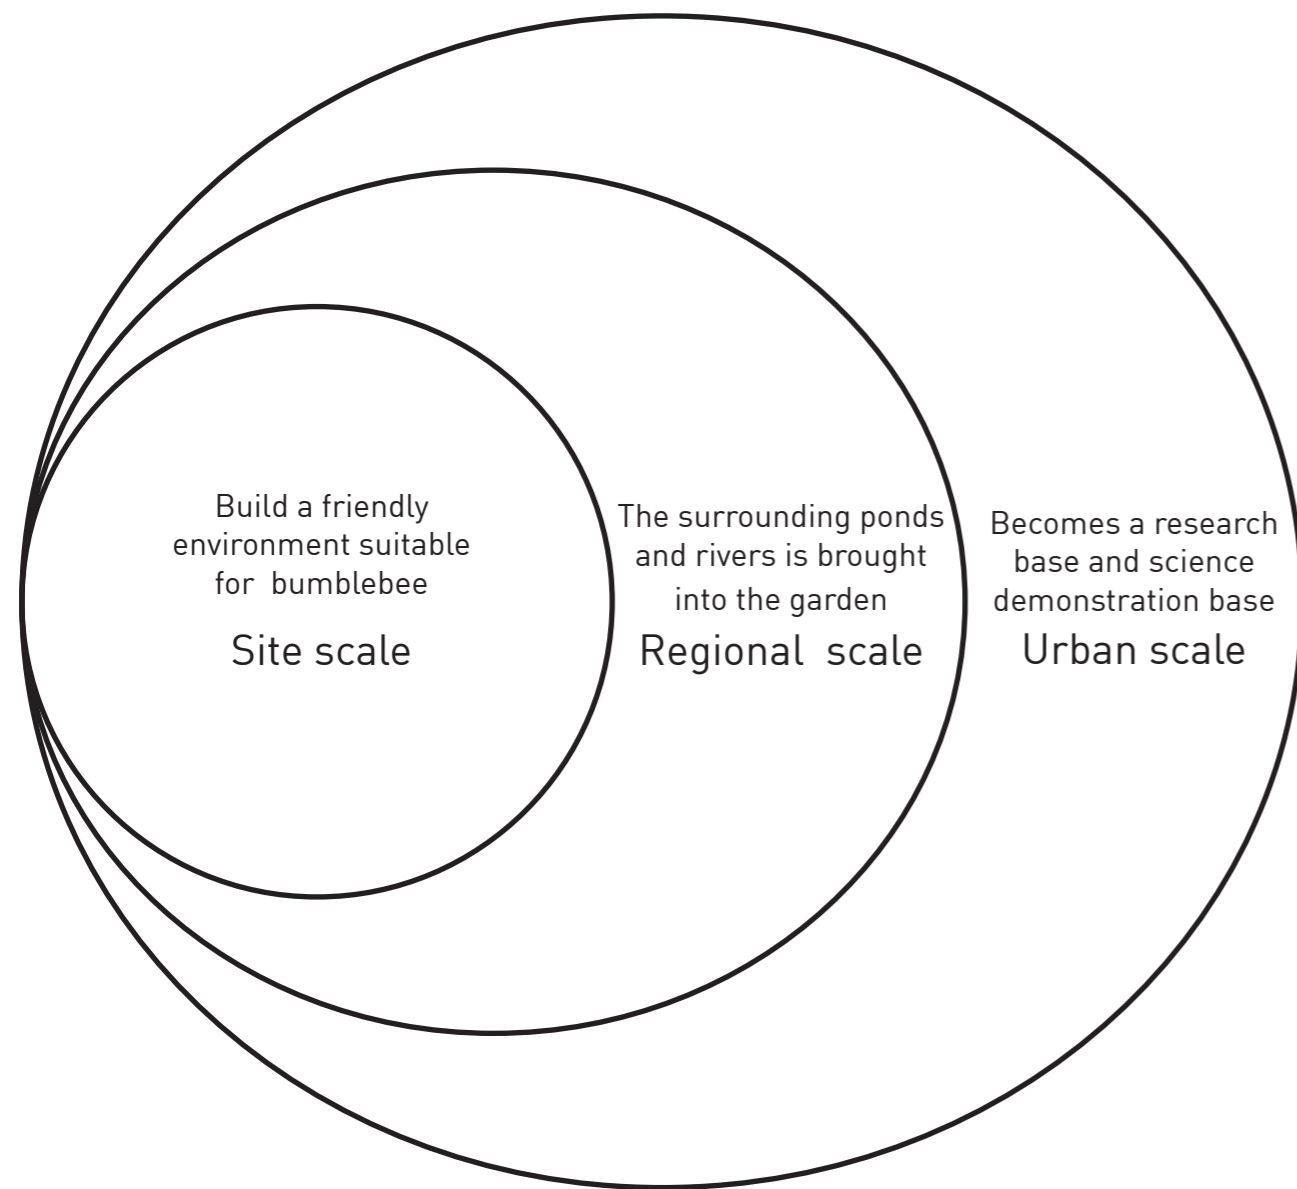 Build a friendly
environment suitable
for bumblebee
Site scale
The surrounding ponds
and rivers is brought
into the garden
Regional scale
Becomes a research
base and science
demonstration base
Urban scale